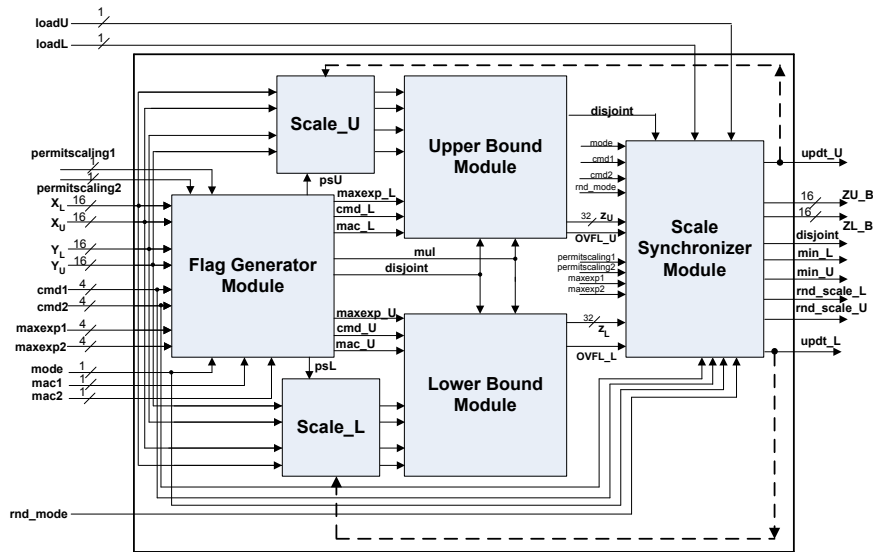 loadU
1
loadL
1
permitscaling1
1
1
permitscaling2
XL 16
XU 16
YL 16
YU 16
cmd1 4
cmd2 4
maxexp1 4
maxexp2 4
mode 1
mac1 1
mac2 1
rnd_mode
Scale_U
psU
Flag Generator
Module
psL
Scale_L
maxexp_L
cmd_L
mac_L
mul
disjoint
maxexp_U
cmd_U
mac_U
Upper Bound
Module
Lower Bound
Module
disjoint
mode
cmd1
cmd2
rnd_mode
32 zU
OVFL_U
permitscaling1
permitscaling2
maxexp1
maxexp2
32 zL
OVFL_L
Scale
Synchronizer
Module
updt_U
16 ZU_B
16 ZL_B
disjoint
min_L
min_U
rnd_scale_L
rnd_scale_U
updt_L